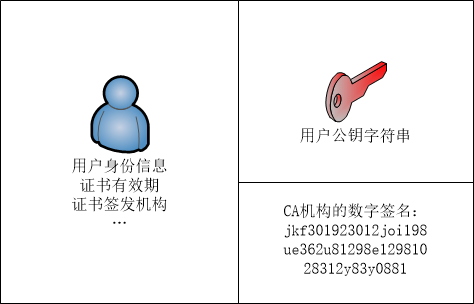 用户身份信息
证书有效期
证书签发机构
...
用户公钥字符串
CA机构的数字签名:
jkf301923012joi198
ue362u81298e129810
28312y83y0881